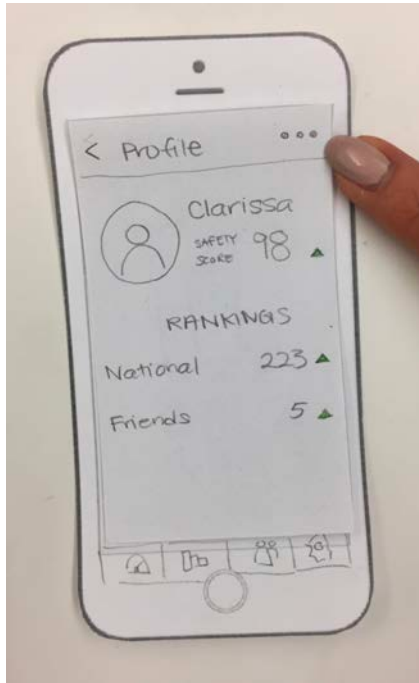 < Profile ...
Clarissa
SAFETY SCORE 98
RANKINGS
National 223
Friends 5